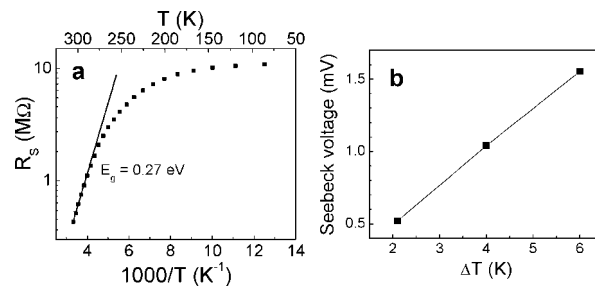 T (K)
300 250 200 150 100 50
10
1
R_S (MΩ)
a
E_g = 0.27 eV
4 6 8 10 12 14
1000/T (K⁻¹)
Seebeck voltage (mV)
1.5
1.0
0.5
b
2 3 4 5 6
ΔT (K)